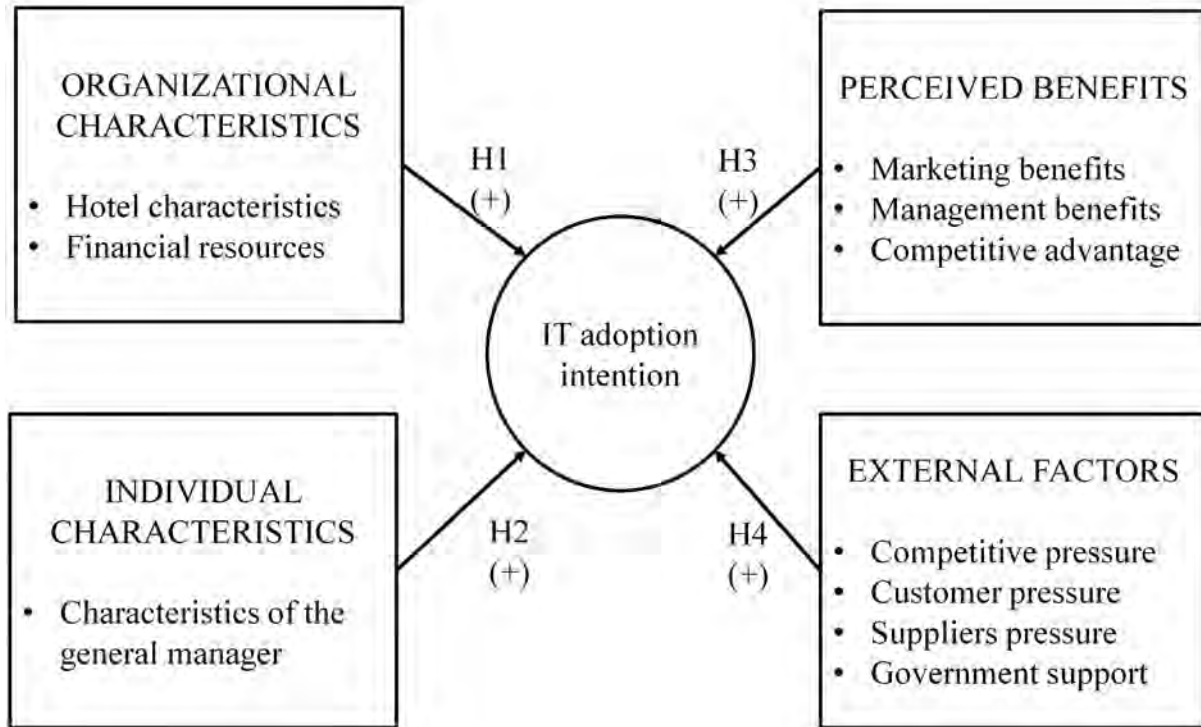 ORGANIZATIONAL
CHARACTERISTICS
• Hotel characteristics
• Financial resources
H1
(+)
H3
(+)
PERCEIVED BENEFITS
• Marketing benefits
• Management benefits
• Competitive advantage
IT adoption
intention
INDIVIDUAL
CHARACTERISTICS
• Characteristics of the
general manager
H2
(+)
H4
(+)
EXTERNAL FACTORS
• Competitive pressure
• Customer pressure
• Suppliers pressure
• Government support